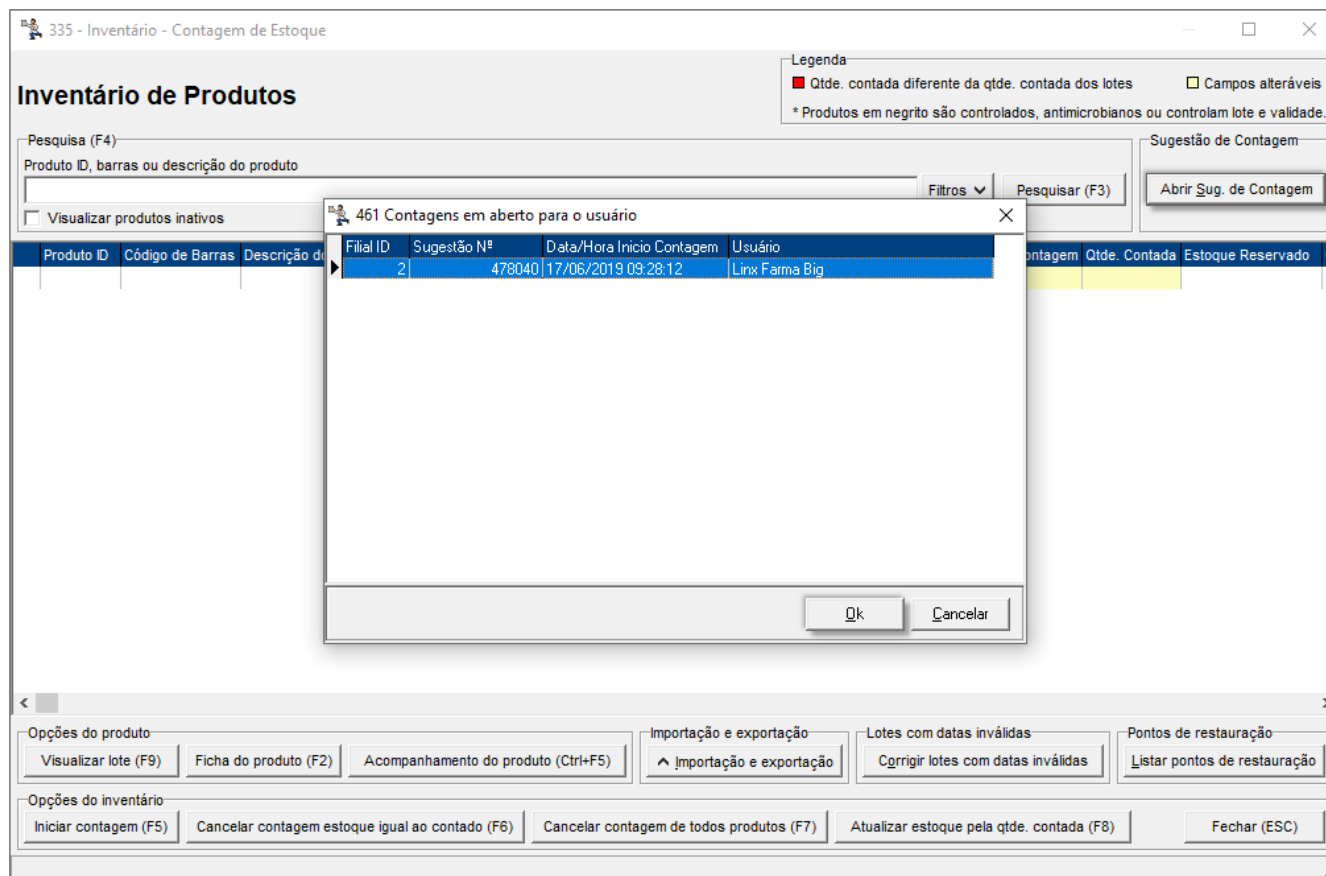 335 - Inventário - Contagem de Estoque
Inventário de Produtos
Legenda
Qtde. contada diferente da qtde. contada dos lotes
Campos alteráveis
* Produtos em negrito são controlados, antimicrobianos ou controlam lote e validade.
Pesquisa (F4)
Produto ID, barras ou descrição do produto
Filtros
Pesquisar (F3)
Visualizar produtos inativos
Sugestão de Contagem
Abrir Sug. de Contagem
Produto ID Código de Barras Descrição d
ontagem Qtde. Contada Estoque Reservado
461 Contagens em aberto para o usuário
Filial ID Sugestão Nº Data/Hora Inicio Contagem Usuário
2 478040 17/06/2019 09:28:12 Linx Farma Big
Ok Cancelar
Opções do produto
Visualizar lote (F9) Ficha do produto (F2) Acompanhamento do produto (Ctrl+F5)
Importação e exportação
Importação e exportação
Lotes com datas inválidas
Corrigir lotes com datas inválidas
Pontos de restauração
Listar pontos de restauração
Opções do inventário
Iniciar contagem (F5) Cancelar contagem estoque igual ao contado (F6) Cancelar contagem de todos produtos (F7) Atualizar estoque pela qtde. contada (F8) Fechar (ESC)